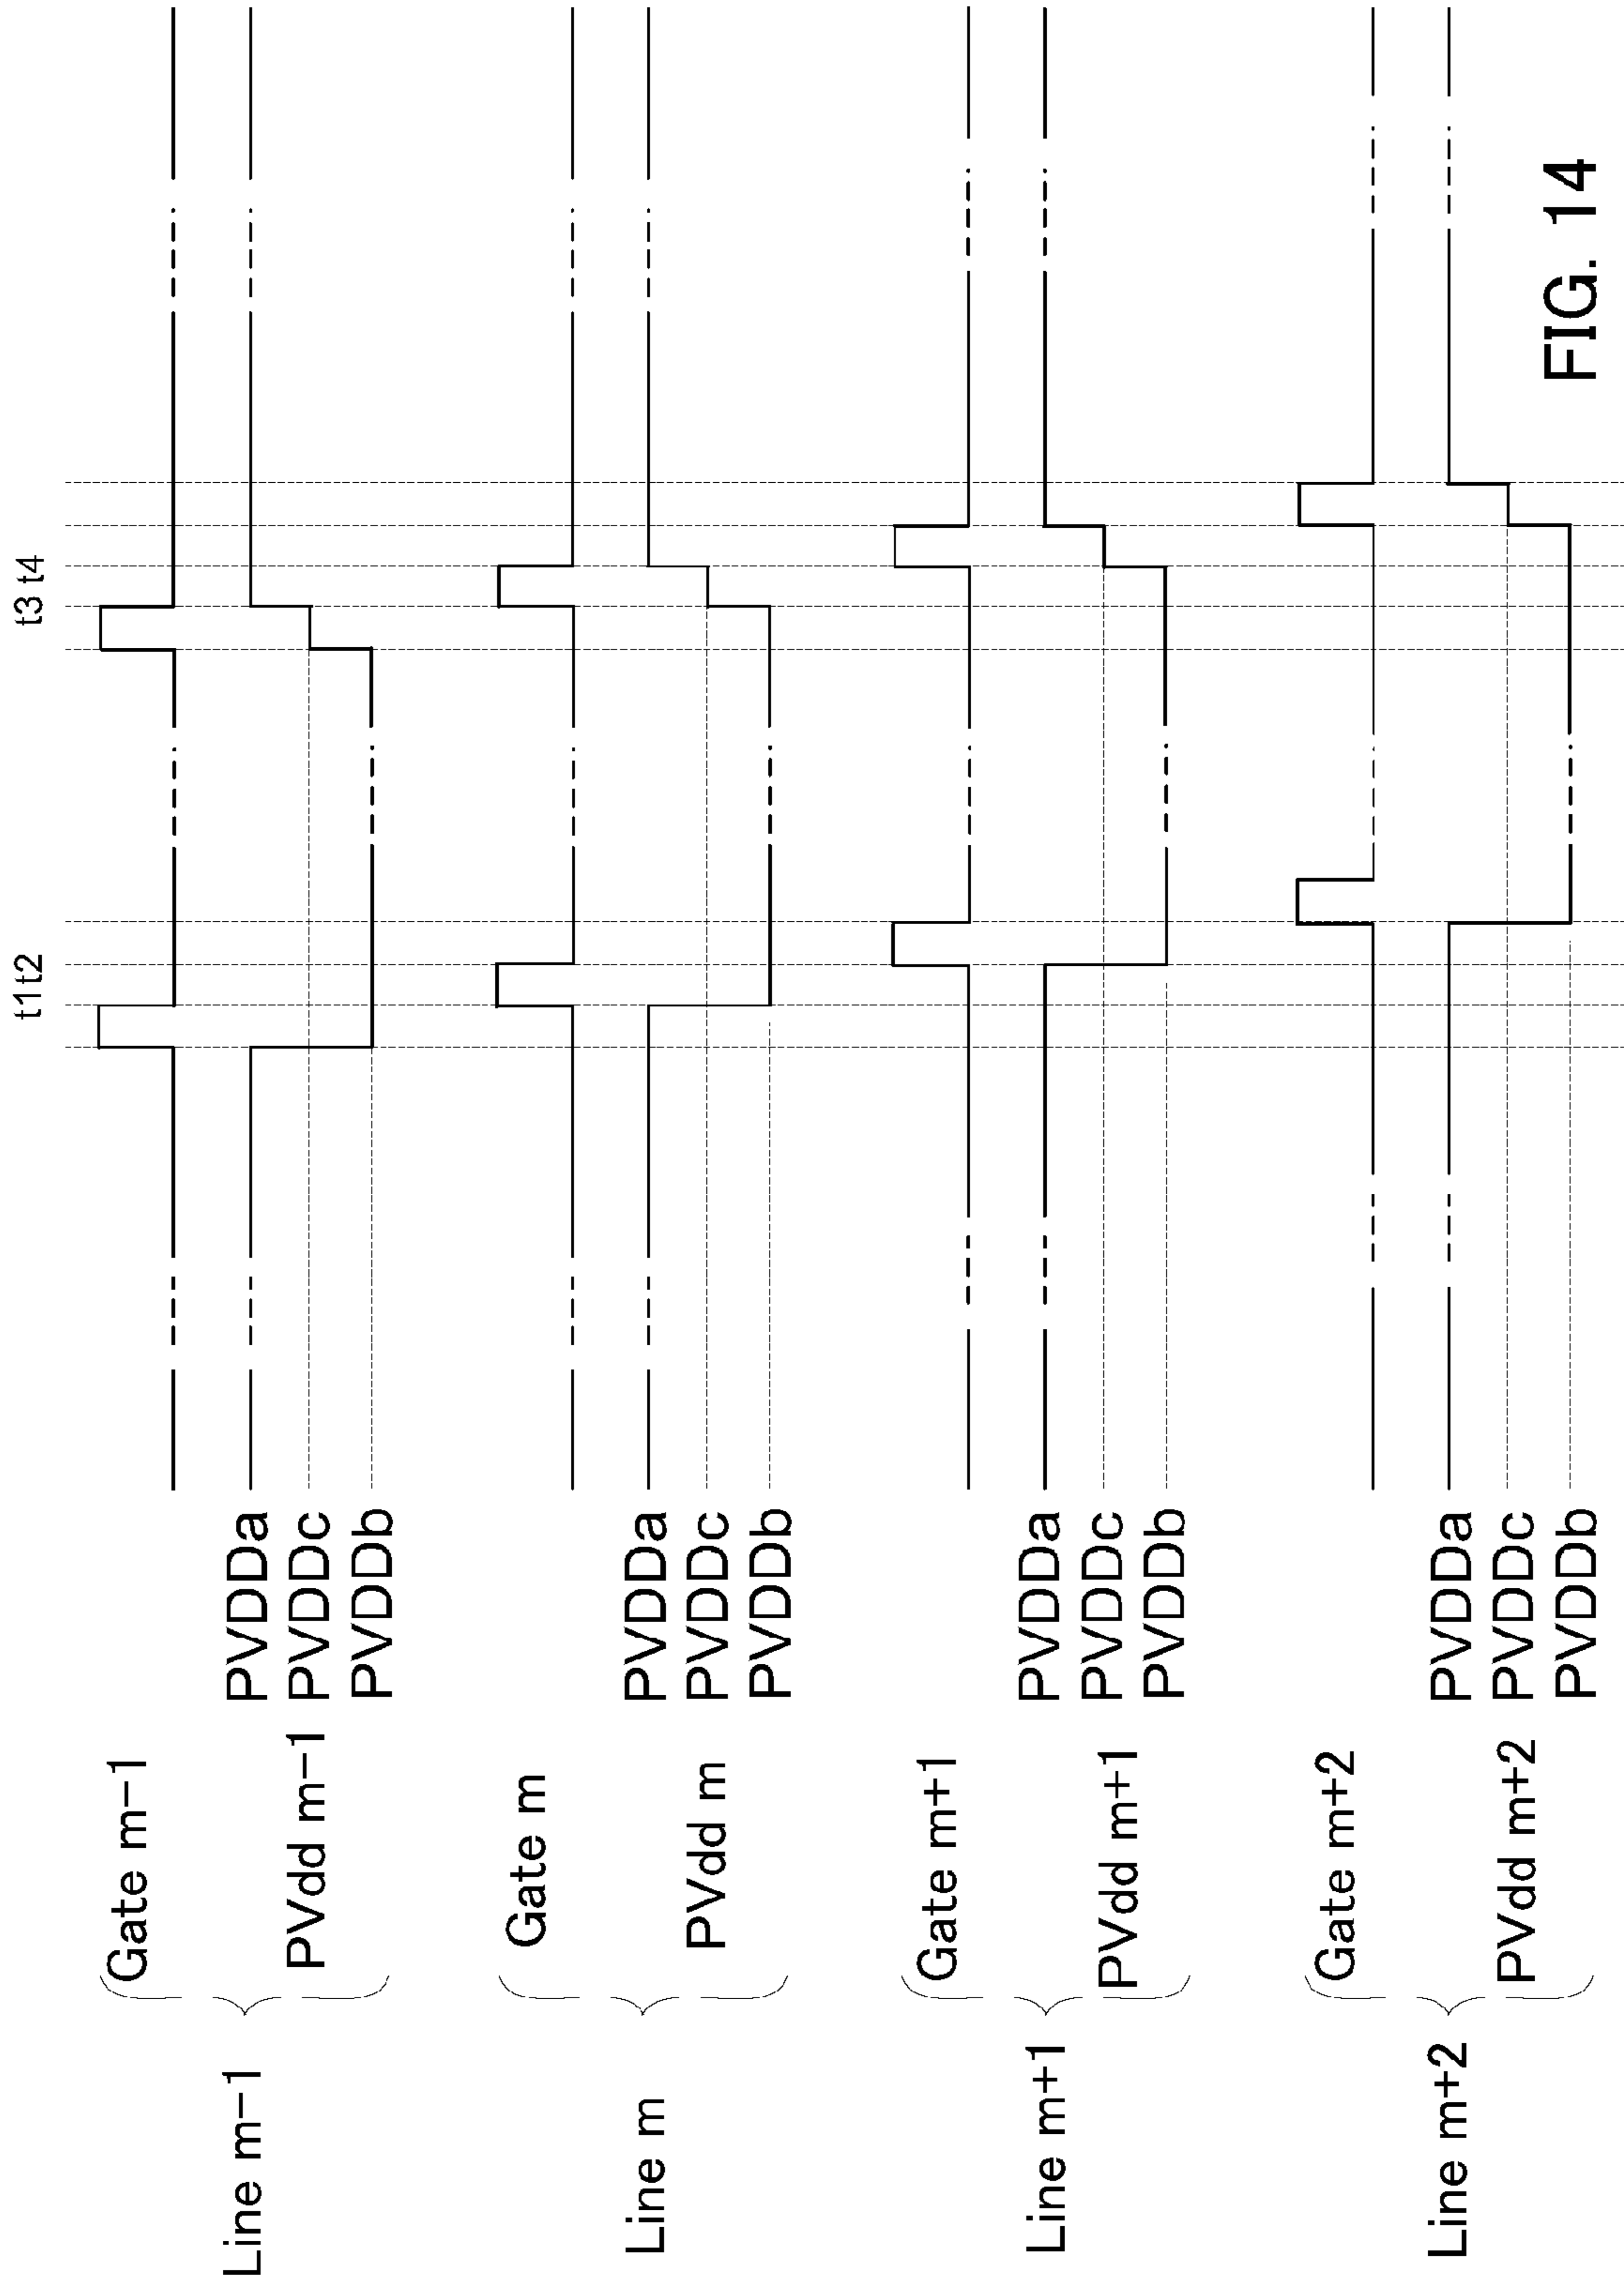 t1 t2
t3 t4
Line m-1
Gate m-1
PVdd m-1
PVDDa
PVDDc
PVDDb
Line m
Gate m
PVdd m
PVDDa
PVDDc
PVDDb
Line m+1
Gate m+1
PVdd m+1
PVDDa
PVDDc
PVDDb
Line m+2
Gate m+2
PVdd m+2
PVDDa
PVDDc
PVDDb
FIG. 14